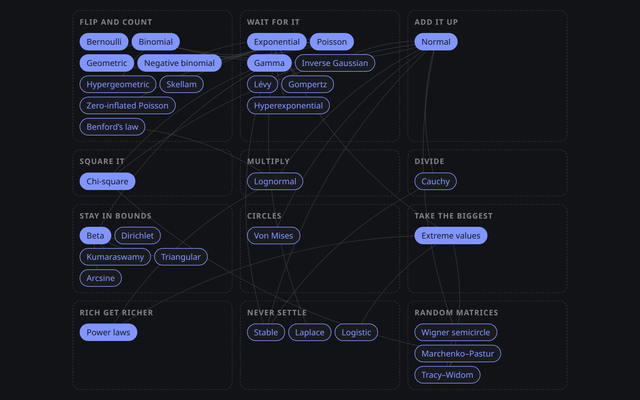 FLIP AND COUNT
Bernoulli Binomial
Geometric Negative binomial
Hypergeometric Skellam
Zero-inflated Poisson
Benford's law
WAIT FOR IT
Exponential Poisson
Gamma Inverse Gaussian
Lévy Gompertz
Hyperexponential
ADD IT UP
Normal
SQUARE IT
Chi-square
MULTIPLY
Lognormal
DIVIDE
Cauchy
STAY IN BOUNDS
Beta Dirichlet
Kumaraswamy Triangular
Arcsine
CIRCLES
Von Mises
TAKE THE BIGGEST
Extreme values
RICH GET RICHER
Power laws
NEVER SETTLE
Stable Laplace Logistic
RANDOM MATRICES
Wigner semicircle
Marchenko–Pastur
Tracy–Widom